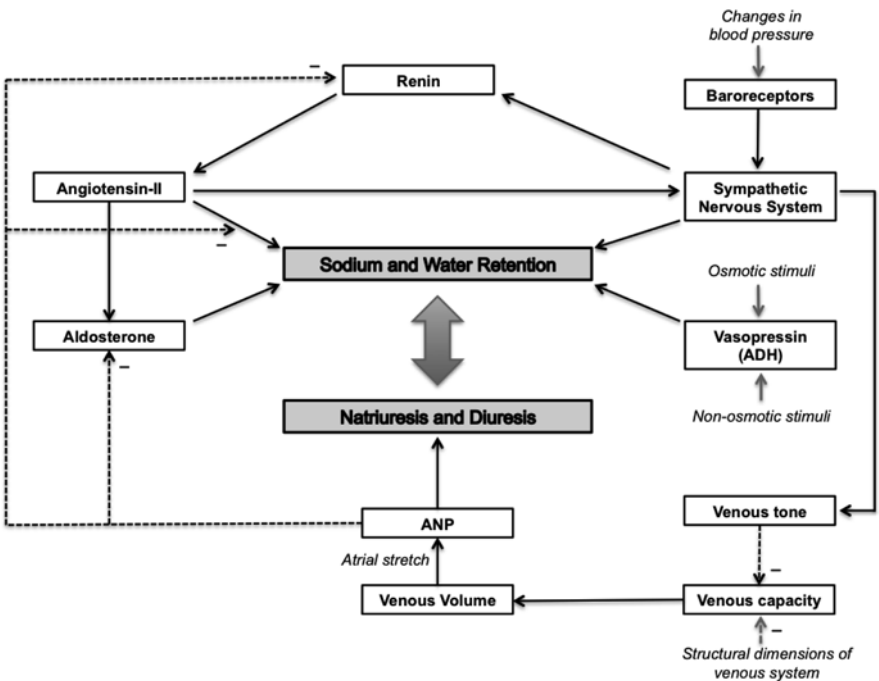 Changes in
blood pressure
–
Renin
Baroreceptors
Angiotensin-II
Sympathetic
Nervous System
–
Sodium and Water Retention
Osmotic stimuli
Aldosterone
Vasopressin
(ADH)
–
Natriuresis and Diuresis
Non-osmotic stimuli
ANP
Venous tone
Atrial stretch
–
Venous Volume
Venous capacity
–
Structural dimensions of
venous system